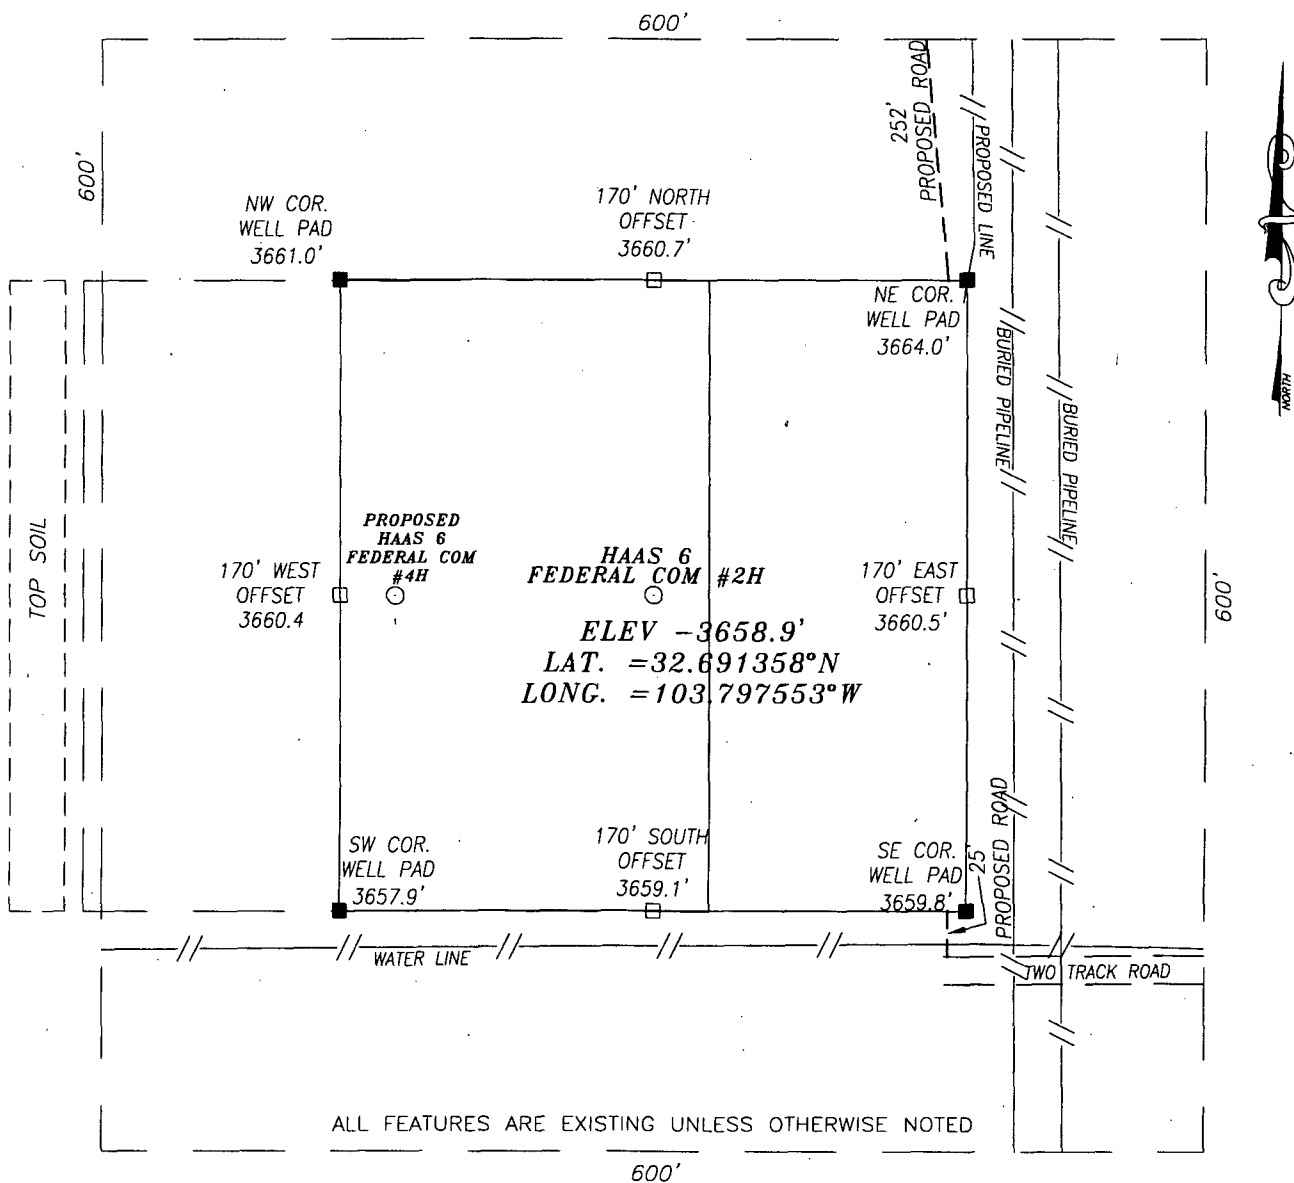 600'
600'
252'
PROPOSED ROAD
PROPOSED LINE
NORTH
NW COR.
WELL PAD
3661.0'
170' NORTH
OFFSET
3660.7'
NE COR.
WELL PAD
3664.0'
BURIED PIPELINE
BURIED PIPELINE
TOP SOIL
PROPOSED
HAAS 6
FEDERAL COM
#4H
170' WEST
OFFSET
3660.4
HAAS 6
FEDERAL COM #2H
170' EAST
OFFSET
3660.5'
600'
ELEV -3658.9'
LAT. =32.691358°N
LONG. =103.797553°W
SW COR.
WELL PAD
3657.9'
170' SOUTH
OFFSET
3659.1'
SE COR.
WELL PAD
3659.8'
25'
PROPOSED ROAD
WATER LINE
TWO TRACK ROAD
ALL FEATURES ARE EXISTING UNLESS OTHERWISE NOTED
600'